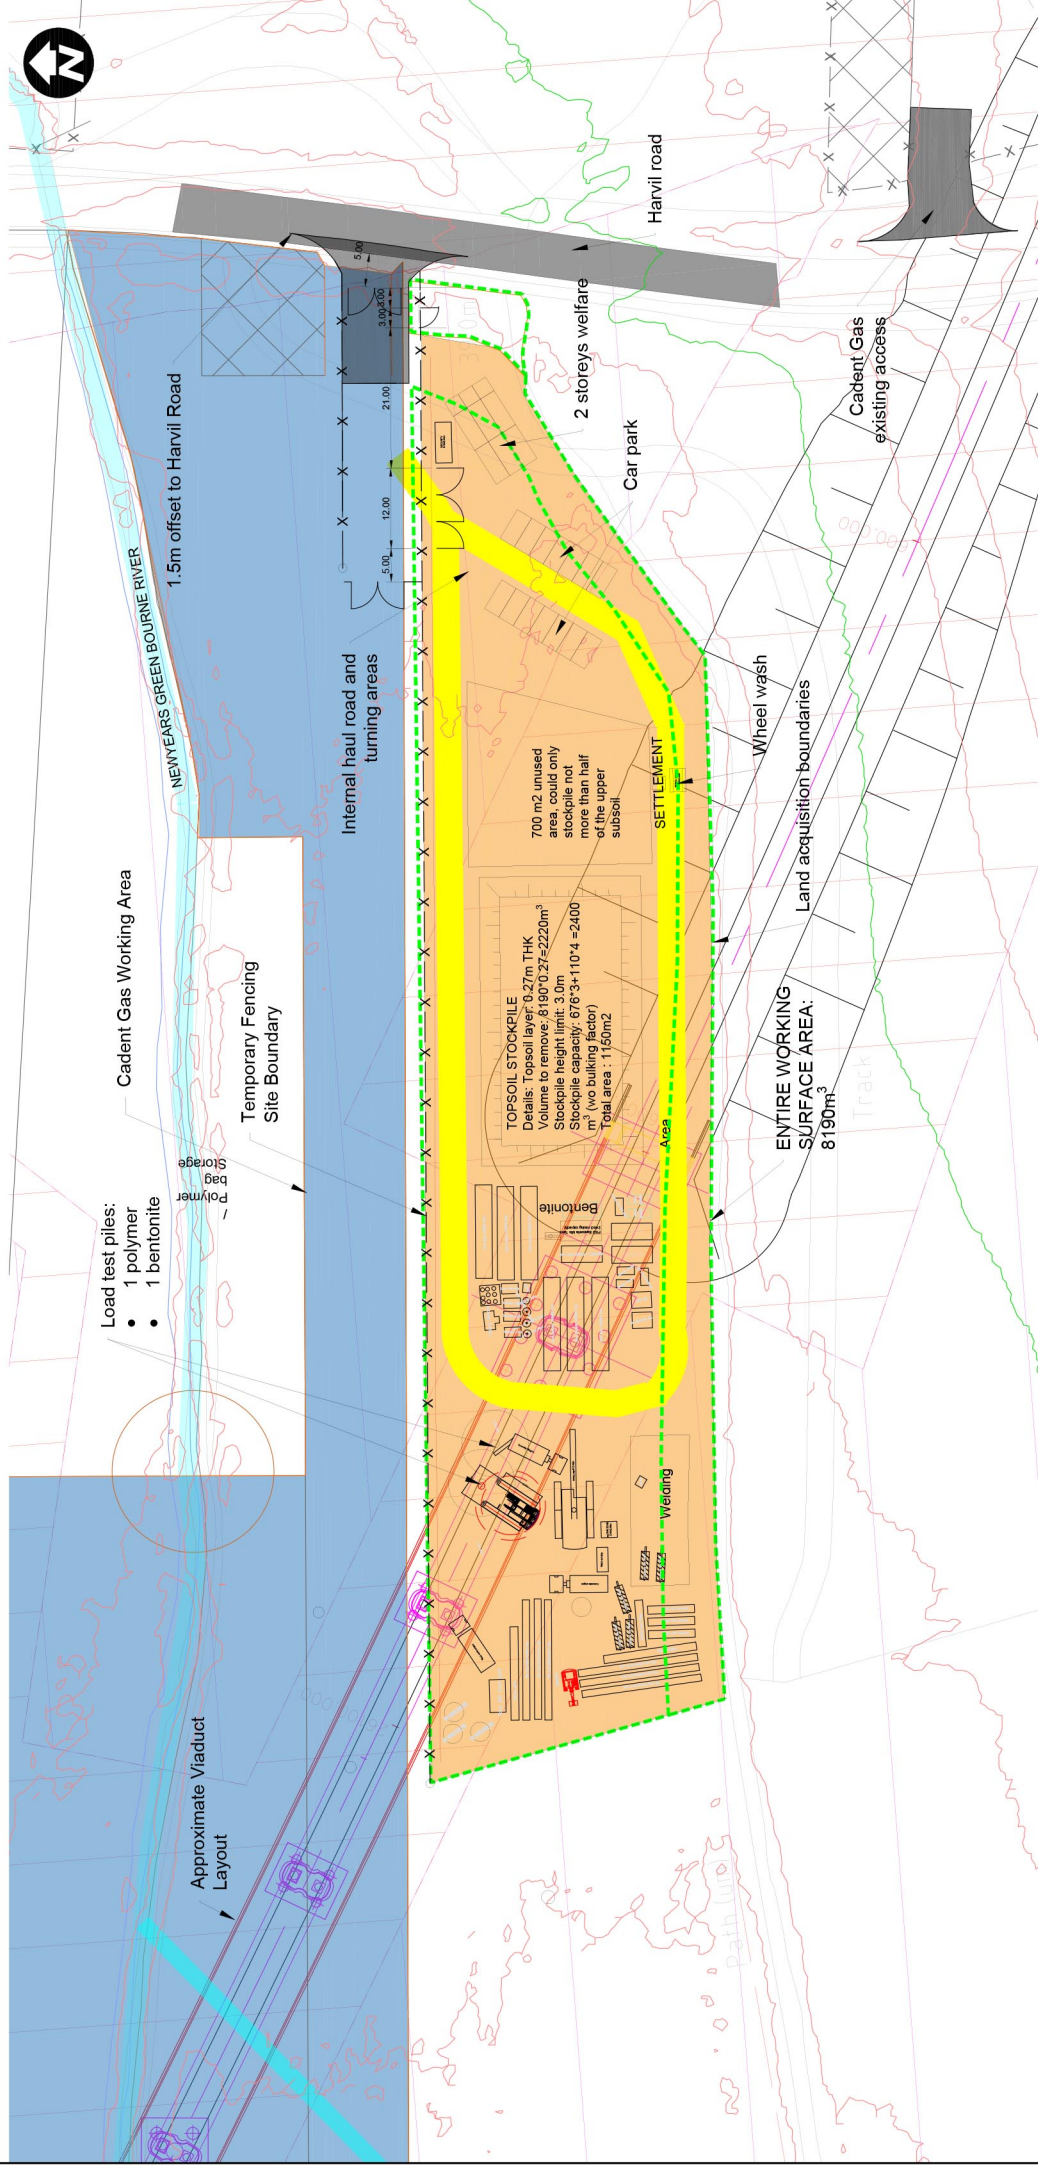 N
NEWYEARS GREEN BOURNE RIVER
1.5m offset to Harvil Road
Harvil road
5.00
3.00
3.00
21.00
12.00
5.00
2 storeys welfare
Car park
Cadent Gas
existing access
Internal haul road and
turning areas
Cadent Gas Working Area
Temporary Fencing
Site Boundary
Polymer
bag
Storage
Load test piles:
• 1 polymer
• 1 bentonite
Approximate Viaduct
Layout
700 m2 unused
area, could only
stockpile not
more than half
of the upper
subsoil
SETTLEMENT
Wheel wash
Land acquisition boundaries
TOPSOIL STOCKPILE
Details: Topsoil layer: 0.27m THK
Volume to remove: 8190*0.27=2220m³
Stockpile height limit: 3.0m
Stockpile capacity: 676*3+110*4 =2400
m³ (wo bulking factor)
Total area : 1150m2
ENTIRE WORKING
SURFACE AREA:
8190m³
Area
Bentonite
Welding
Track